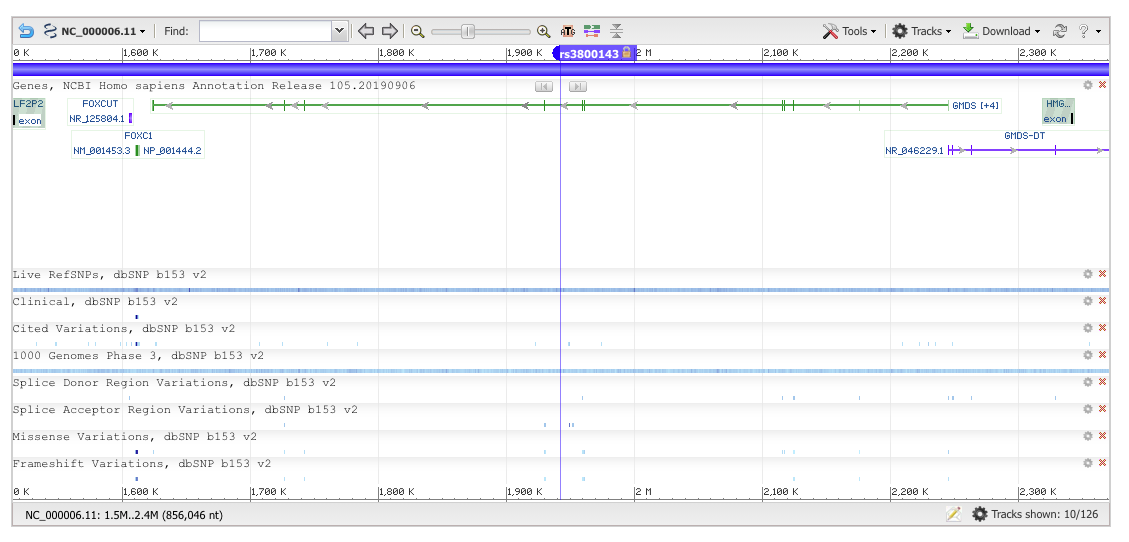 NC_000006.11 Find: ATG Tools Tracks Download ?
0 K 1,600 K 1,700 K 1,800 K 1,900 K rs3800143 2 M 2,100 K 2,200 K 2,300 K
Genes, NCBI Homo sapiens Annotation Release 105.20190906
LF2P2 FOXCUT GMDS [+4] HMG...
exon NR_125804.1 exon
FOXC1 GMDS-DT
NM_001453.3 NP_001444.2 NR_046229.1
Live RefSNPs, dbSNP b153 v2
Clinical, dbSNP b153 v2
Cited Variations, dbSNP b153 v2
1000 Genomes Phase 3, dbSNP b153 v2
Splice Donor Region Variations, dbSNP b153 v2
Splice Acceptor Region Variations, dbSNP b153 v2
Missense Variations, dbSNP b153 v2
Frameshift Variations, dbSNP b153 v2
0 K 1,600 K 1,700 K 1,800 K 1,900 K 2 M 2,100 K 2,200 K 2,300 K
NC_000006.11: 1.5M..2.4M (856,046 nt) Tracks shown: 10/126